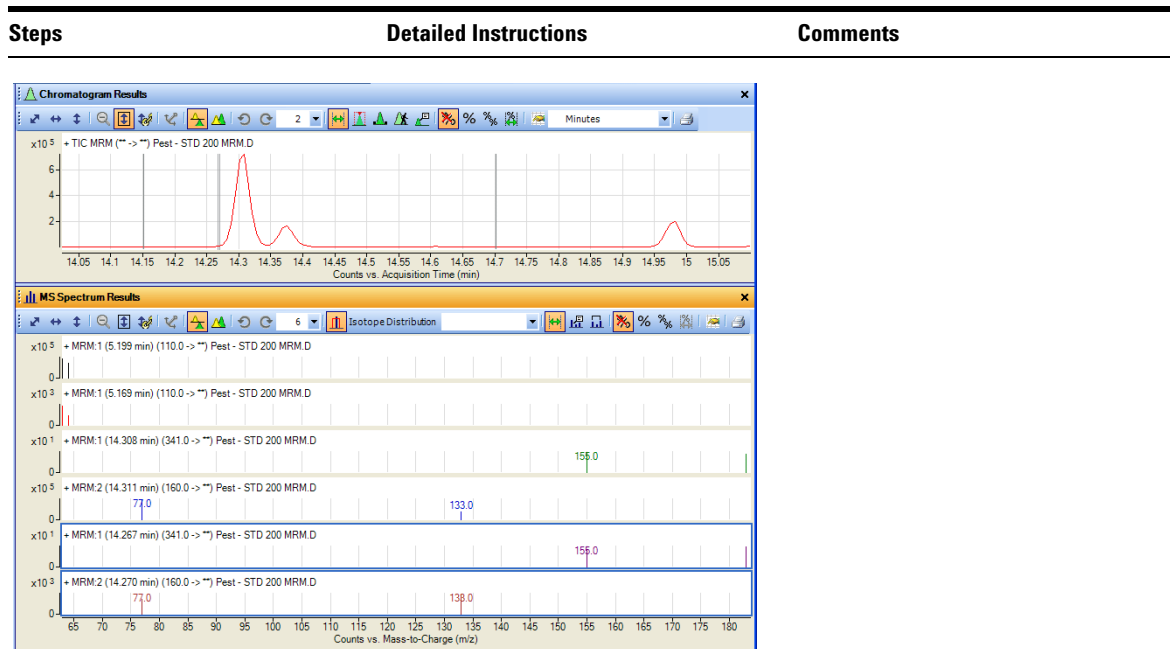 Steps Detailed Instructions Comments
Chromatogram Results
2 % Minutes
x10 5 + TIC MRM (** -> **) Pest - STD 200 MRM.D
6
4
2
14.05 14.1 14.15 14.2 14.25 14.3 14.35 14.4 14.45 14.5 14.55 14.6 14.65 14.7 14.75 14.8 14.85 14.9 14.95 15 15.05
Counts vs. Acquisition Time (min)
MS Spectrum Results
6 Isotope Distribution %
x10 5 + MRM:1 (5.199 min) (110.0 -> **) Pest - STD 200 MRM.D
0
x10 3 + MRM:1 (5.169 min) (110.0 -> **) Pest - STD 200 MRM.D
0
x10 1 + MRM:1 (14.308 min) (341.0 -> **) Pest - STD 200 MRM.D
155.0
0
x10 5 + MRM:2 (14.311 min) (160.0 -> **) Pest - STD 200 MRM.D
77.0 133.0
0
x10 1 + MRM:1 (14.267 min) (341.0 -> **) Pest - STD 200 MRM.D
155.0
0
x10 3 + MRM:2 (14.270 min) (160.0 -> **) Pest - STD 200 MRM.D
77.0 133.0
0
65 70 75 80 85 90 95 100 105 110 115 120 125 130 135 140 145 150 155 160 165 170 175 180
Counts vs. Mass-to-Charge (m/z)